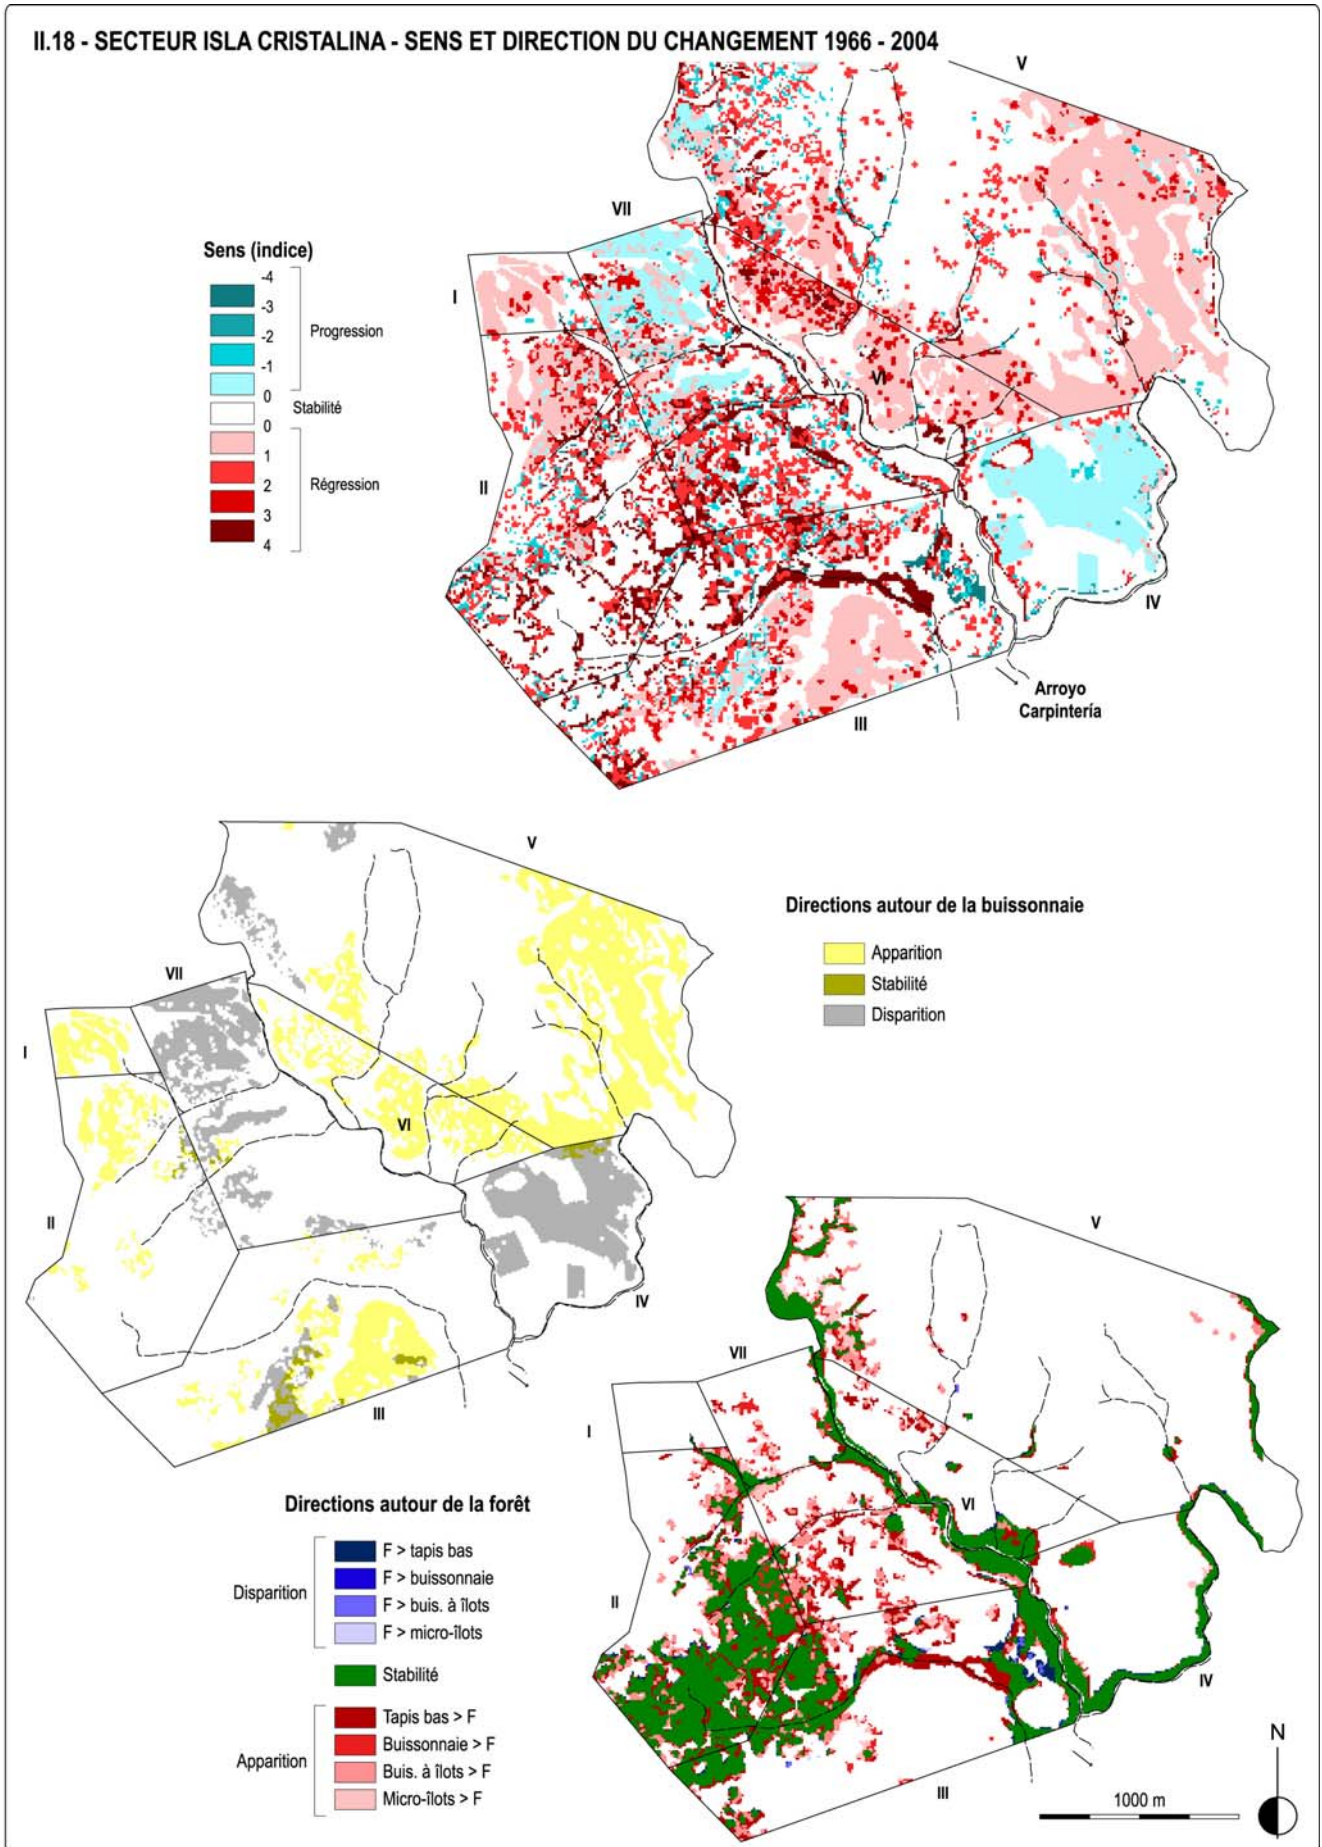 II.18 - SECTEUR ISLA CRISTALINA - SENS ET DIRECTION DU CHANGEMENT 1966 - 2004
V
VII
Sens (indice)
-4
-3
-2
-1
0
0
1
2
3
4
Progression
Stabilité
Régression
I
VI
II
IV
III
Arroyo
Carpintería
V
VII
I
VI
II
IV
III
Directions autour de la buissonnaie
Apparition
Stabilité
Disparition
V
VII
I
VI
II
IV
III
Directions autour de la forêt
Disparition
F > tapis bas
F > buissonnaie
F > buis. à îlots
F > micro-îlots
Stabilité
Apparition
Tapis bas > F
Buissonnaie > F
Buis. à îlots > F
Micro-îlots > F
N
1000 m